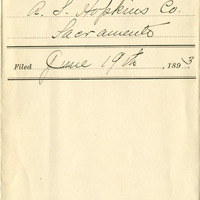 A. S. Hopkins Co.
Sacramento
Filed June 19th, 1893